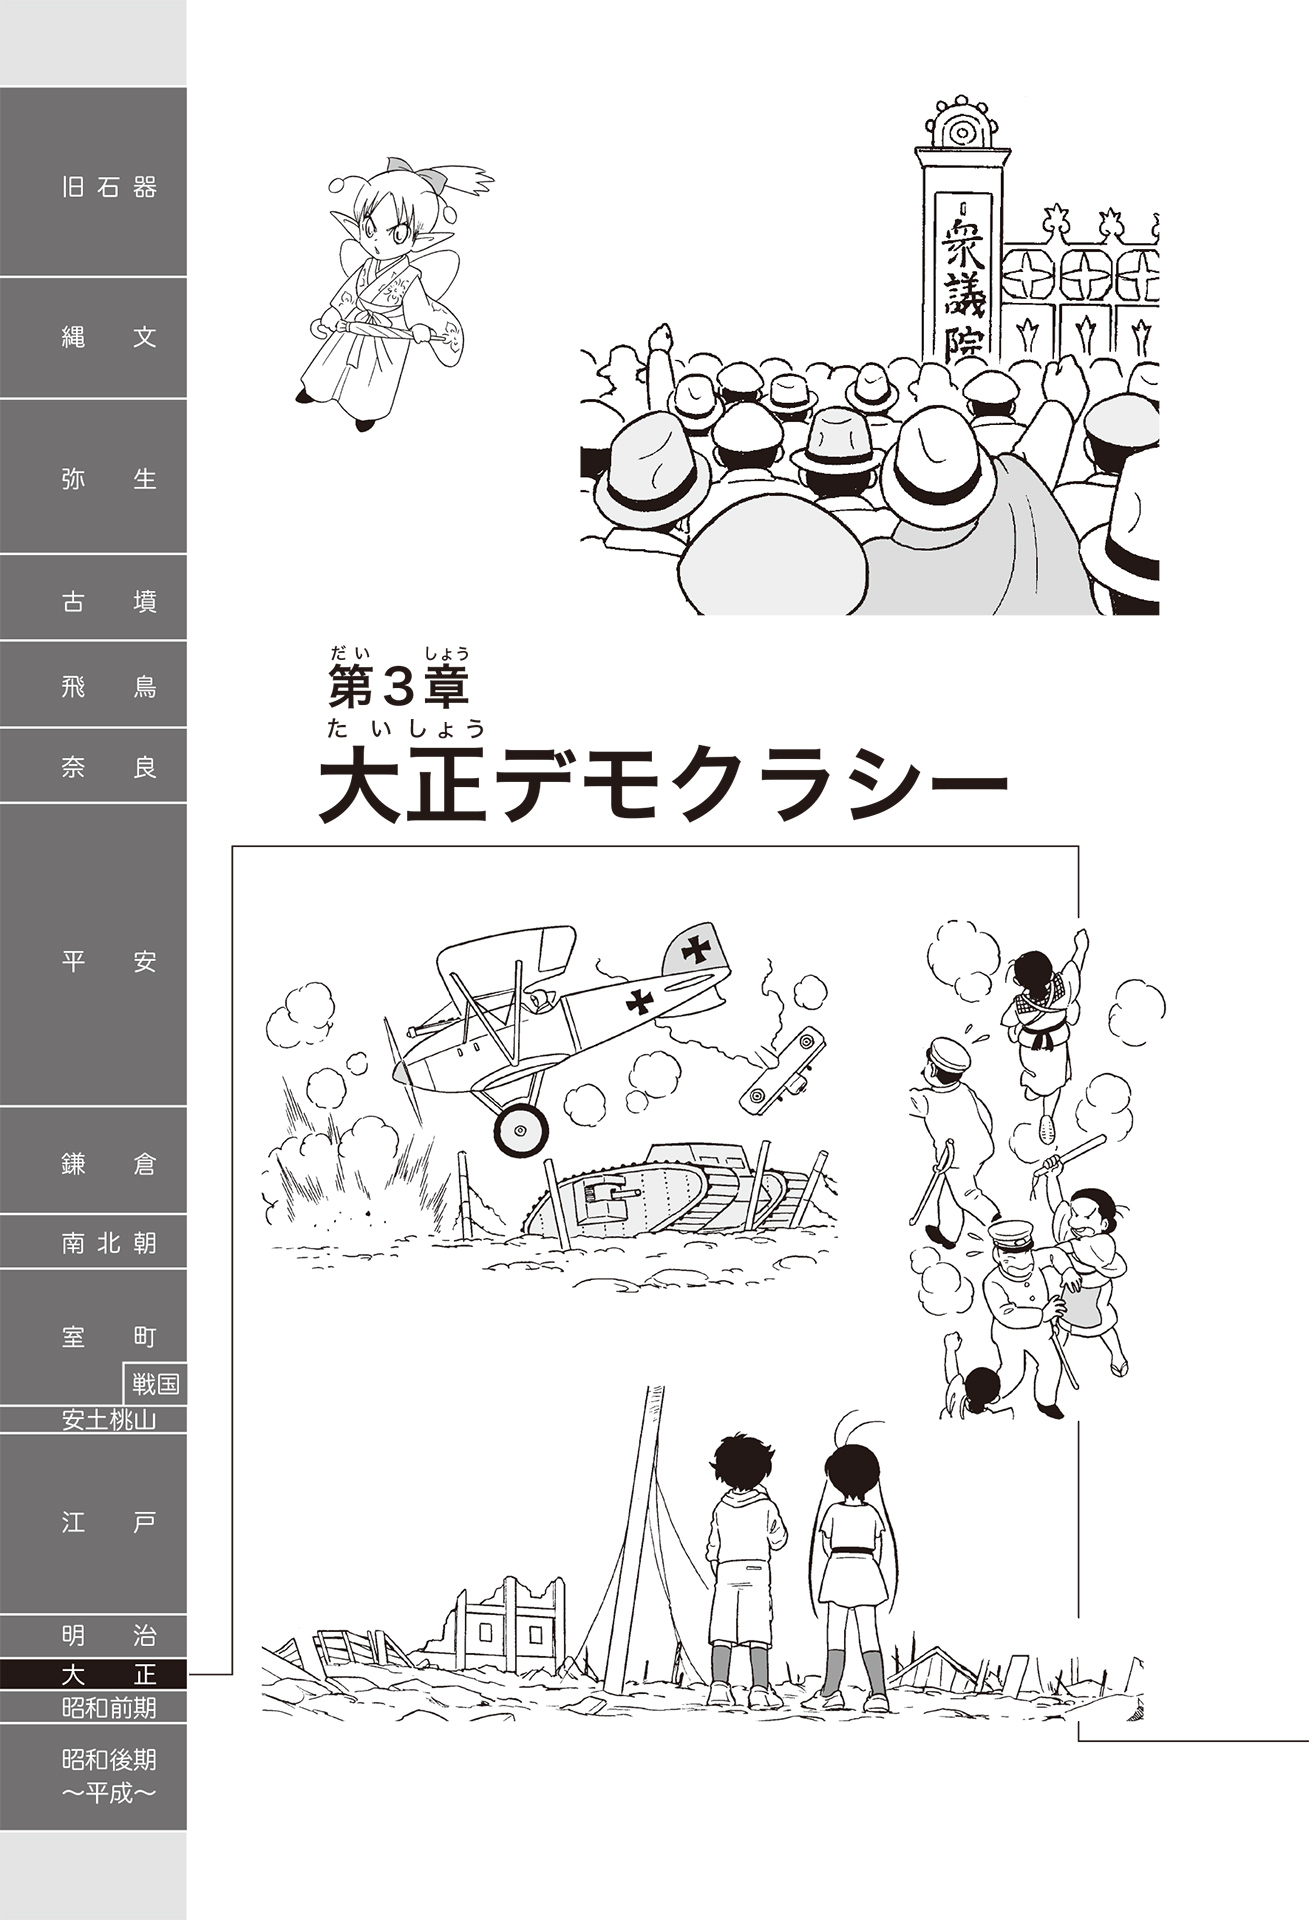 旧石器
縄文
弥生
古墳
飛鳥
奈良
平安
鎌倉
南北朝
室町
戦国
安土桃山
江戸
明治
大正
昭和前期
昭和後期
～平成～
衆議院
だい しょう
第3章
たいしょう
大正デモクラシー